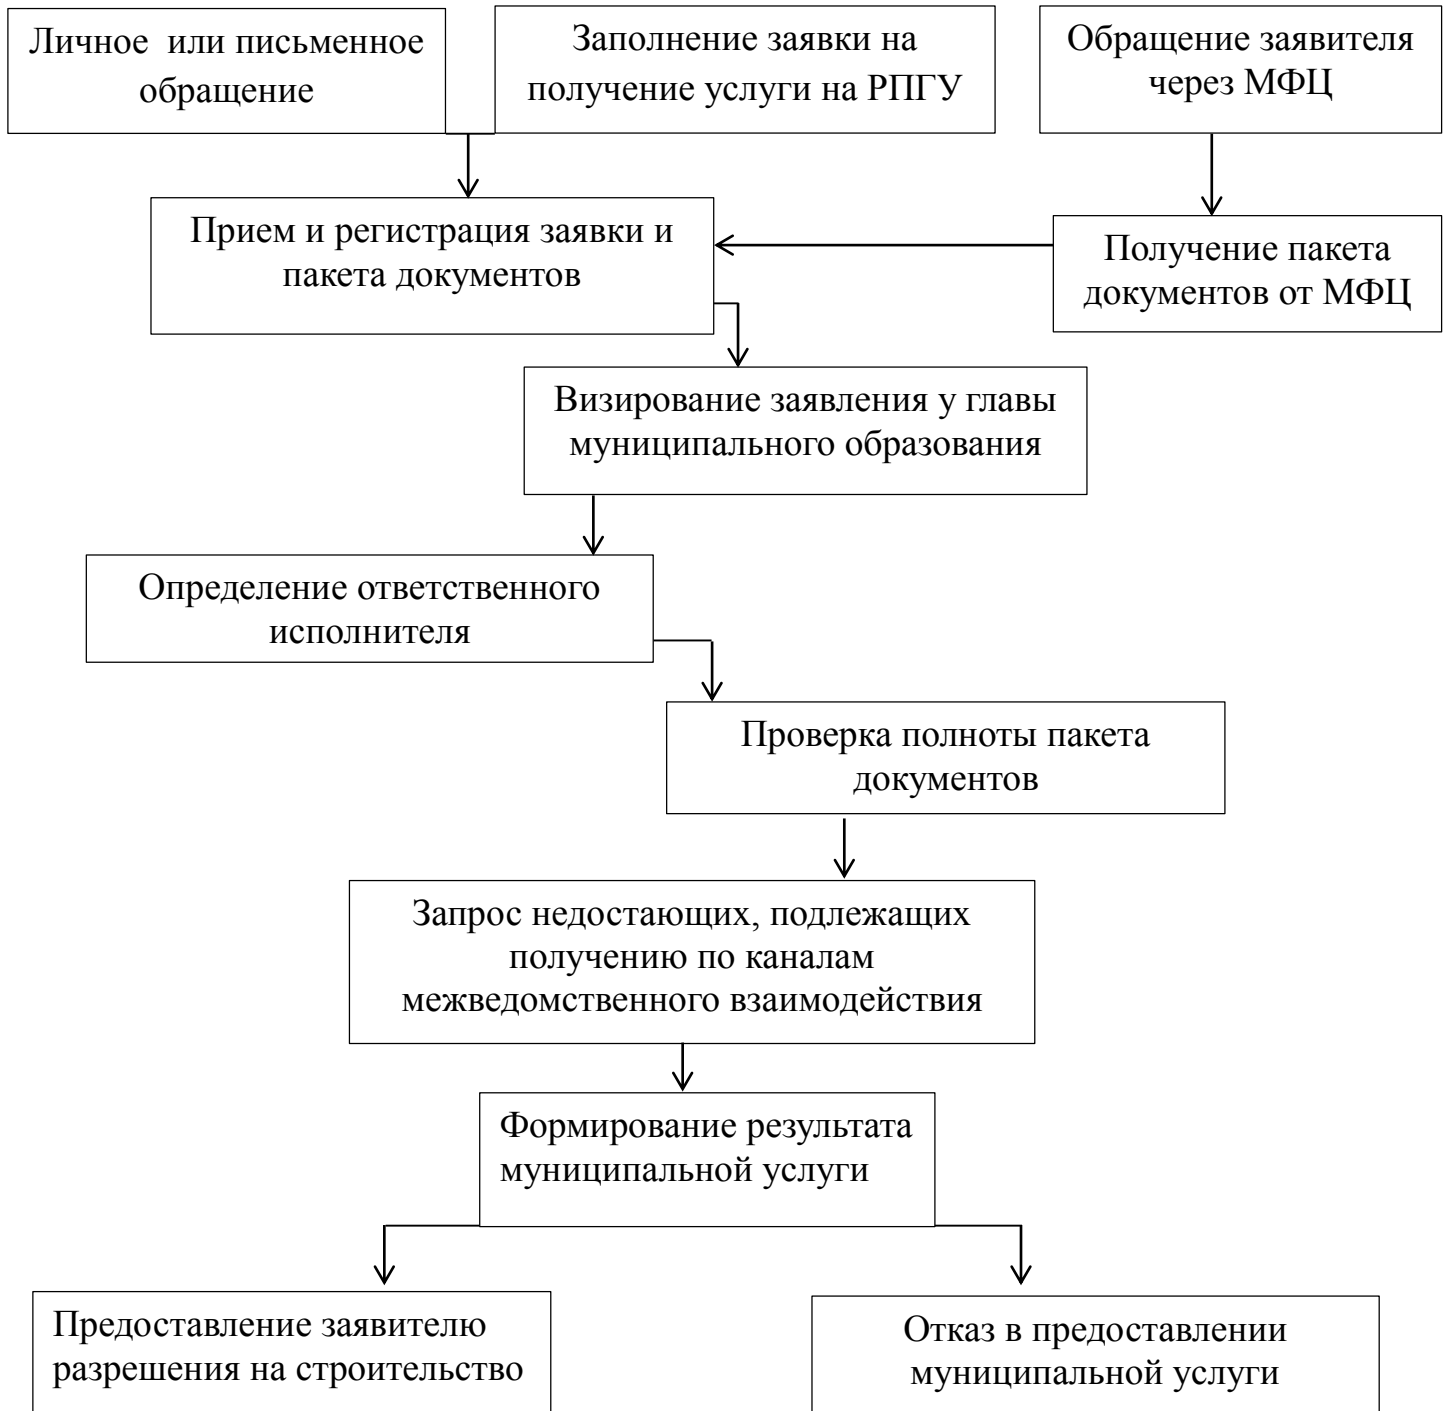 Личное или письменное
обращение
Заполнение заявки на
получение услуги на РПГУ
Обращение заявителя
через МФЦ
Прием и регистрация заявки и
пакета документов
Получение пакета
документов от МФЦ
Визирование заявления у главы
муниципального образования
Определение ответственного
исполнителя
Проверка полноты пакета
документов
Запрос недостающих, подлежащих
получению по каналам
межведомственного взаимодействия
Формирование результата
муниципальной услуги
Предоставление заявителю
разрешения на строительство
Отказ в предоставлении
муниципальной услуги